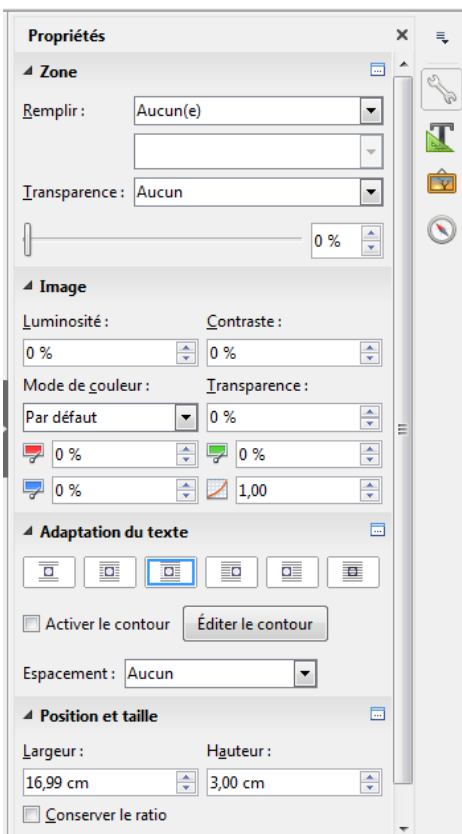 Propriétés
Zone
Remplir : Aucun(e)
Transparence : Aucun
0 %
Image
Luminosité : Contraste :
0 % 0 %
Mode de couleur : Transparence :
Par défaut 0 %
0 % 0 %
0 % 1,00
Adaptation du texte
Activer le contour Éditer le contour
Espacement : Aucun
Position et taille
Largeur : Hauteur :
16,99 cm 3,00 cm
Conserver le ratio